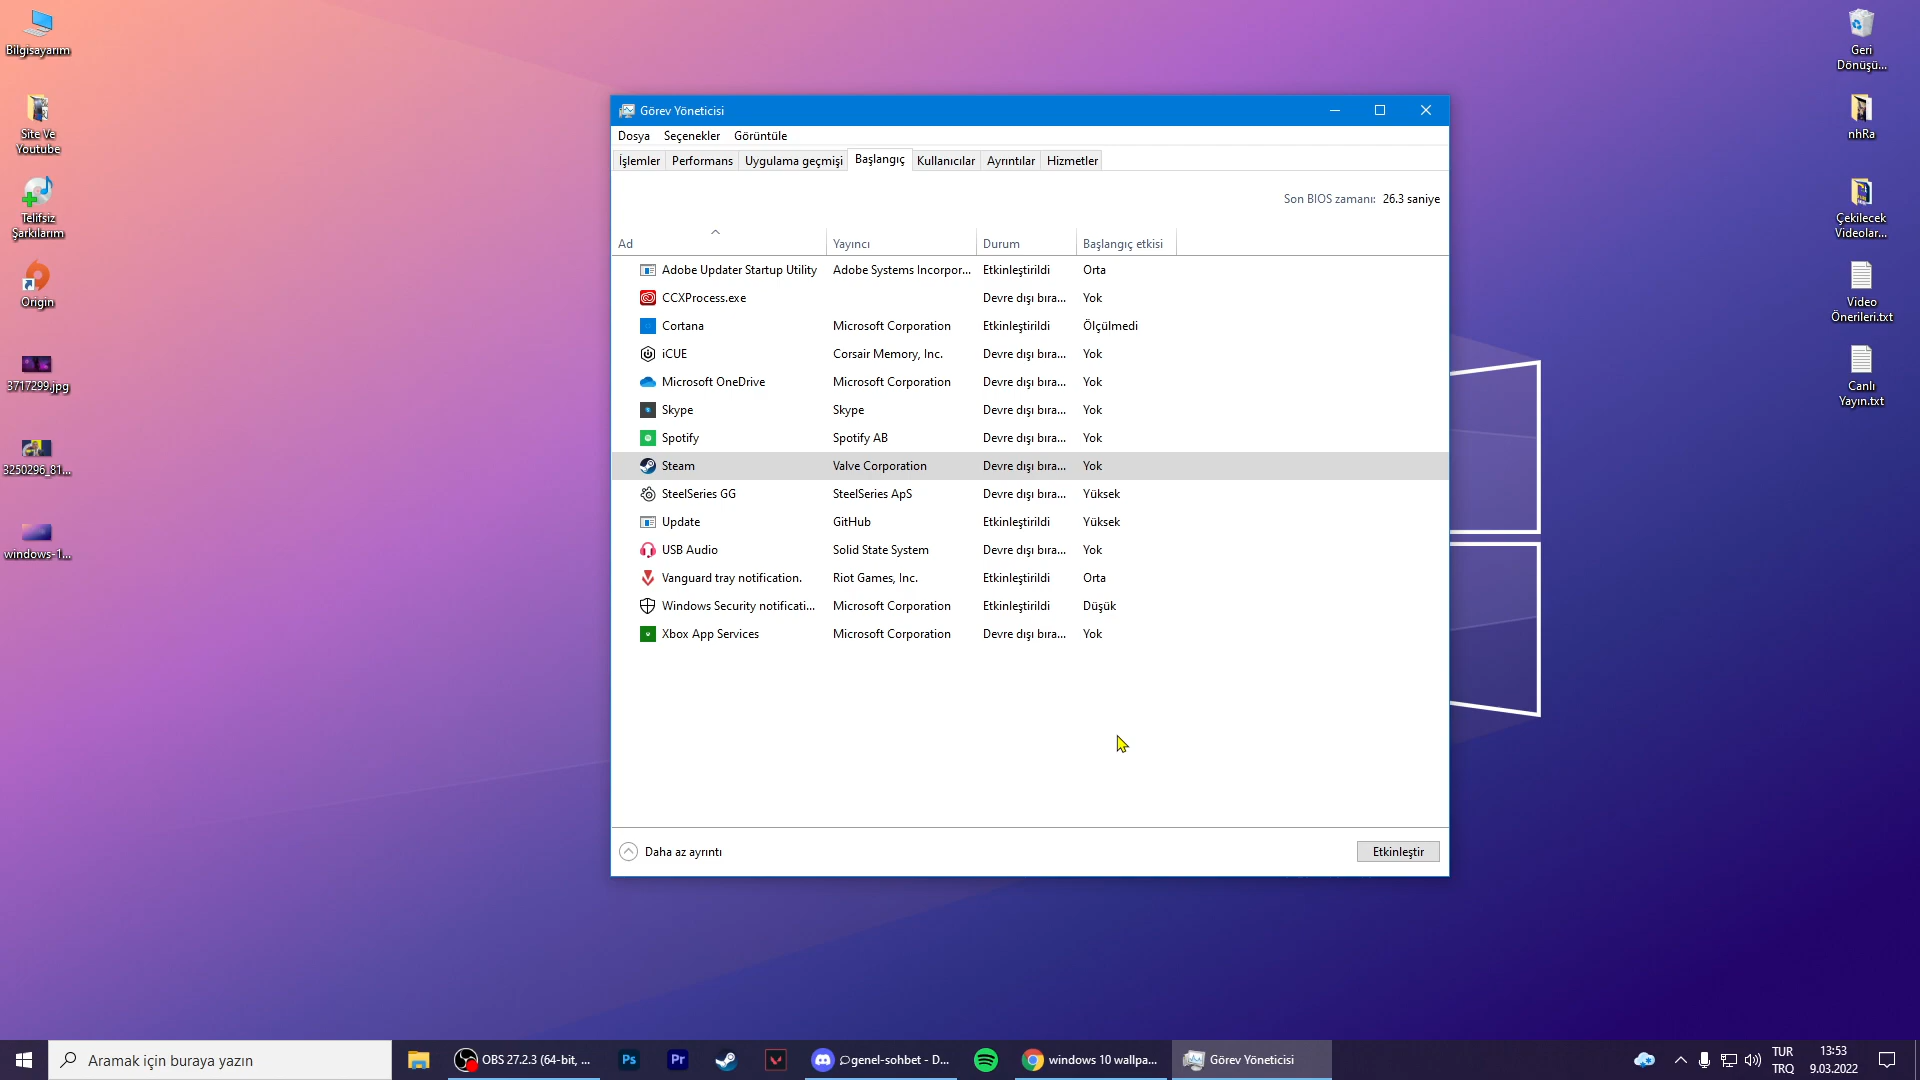 Bilgisayarım
Site Ve
Youtube
Telifsiz
Şarkılarım
Origin
3717299.jpg
3250296_81...
windows-1...
Geri
Dönüşü...
nhRa
Çekilecek
Videolar...
Video
Önerileri.txt
Canlı
Yayın.txt
Görev Yöneticisi
Dosya Seçenekler Görüntüle
İşlemler Performans Uygulama geçmişi Başlangıç Kullanıcılar Ayrıntılar Hizmetler
Son BIOS zamanı: 26.3 saniye
Ad Yayıncı Durum Başlangıç etkisi
Adobe Updater Startup Utility Adobe Systems Incorpor... Etkinleştirildi Orta
CCXProcess.exe Devre dışı bıra... Yok
Cortana Microsoft Corporation Etkinleştirildi Ölçülmedi
iCUE Corsair Memory, Inc. Devre dışı bıra... Yok
Microsoft OneDrive Microsoft Corporation Devre dışı bıra... Yok
Skype Skype Devre dışı bıra... Yok
Spotify Spotify AB Devre dışı bıra... Yok
Steam Valve Corporation Devre dışı bıra... Yok
SteelSeries GG SteelSeries ApS Devre dışı bıra... Yüksek
Update GitHub Etkinleştirildi Yüksek
USB Audio Solid State System Devre dışı bıra... Yok
Vanguard tray notification. Riot Games, Inc. Etkinleştirildi Orta
Windows Security notificati... Microsoft Corporation Etkinleştirildi Düşük
Xbox App Services Microsoft Corporation Devre dışı bıra... Yok
Daha az ayrıntı Etkinleştir
Aramak için buraya yazın
OBS 27.2.3 (64-bit, ...
Ps
Pr
genel-sohbet - D...
windows 10 wallpa...
Görev Yöneticisi
TUR
TRQ
13:53
9.03.2022